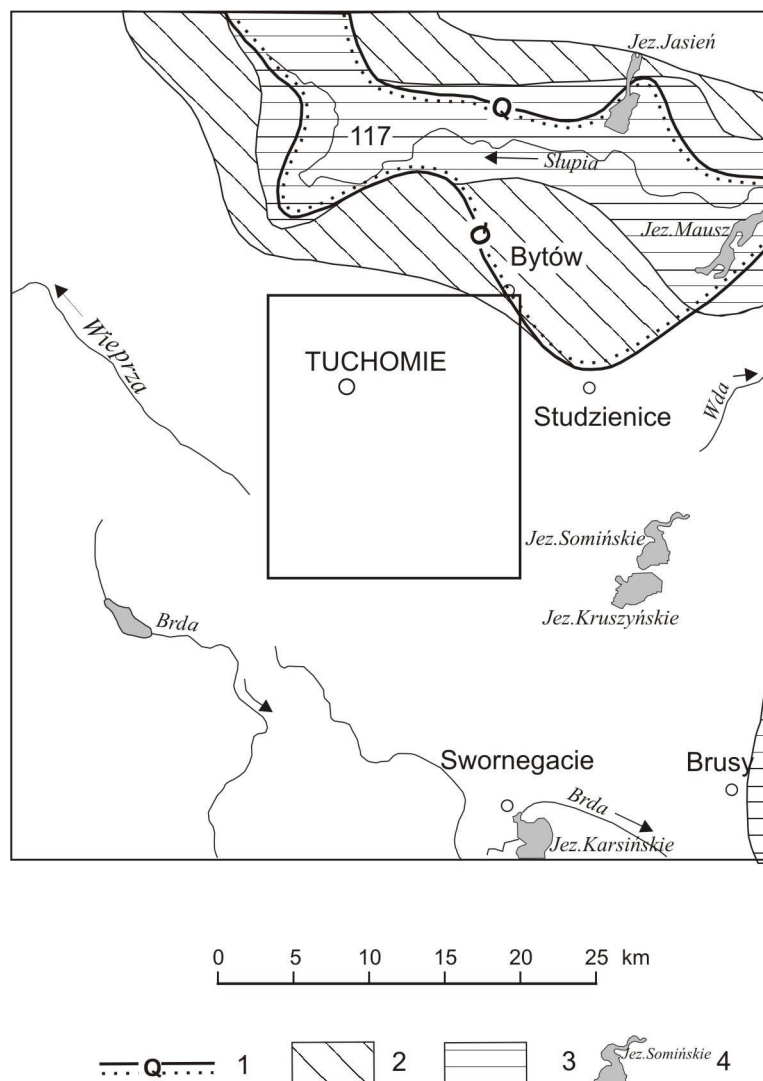 Jez.Jasień
Q
117
Słupia
Jez.Mausz
Q
Bytów
Wieprza
TUCHOMIE
Studzienice
Wda
Jez.Somińskie
Jez.Kruszyńskie
Brda
Swornegacie
Brusy
Brda
Jez.Karsińskie
0 5 10 15 20 25 km
Q 1 2 3 Jez.Somińskie 4